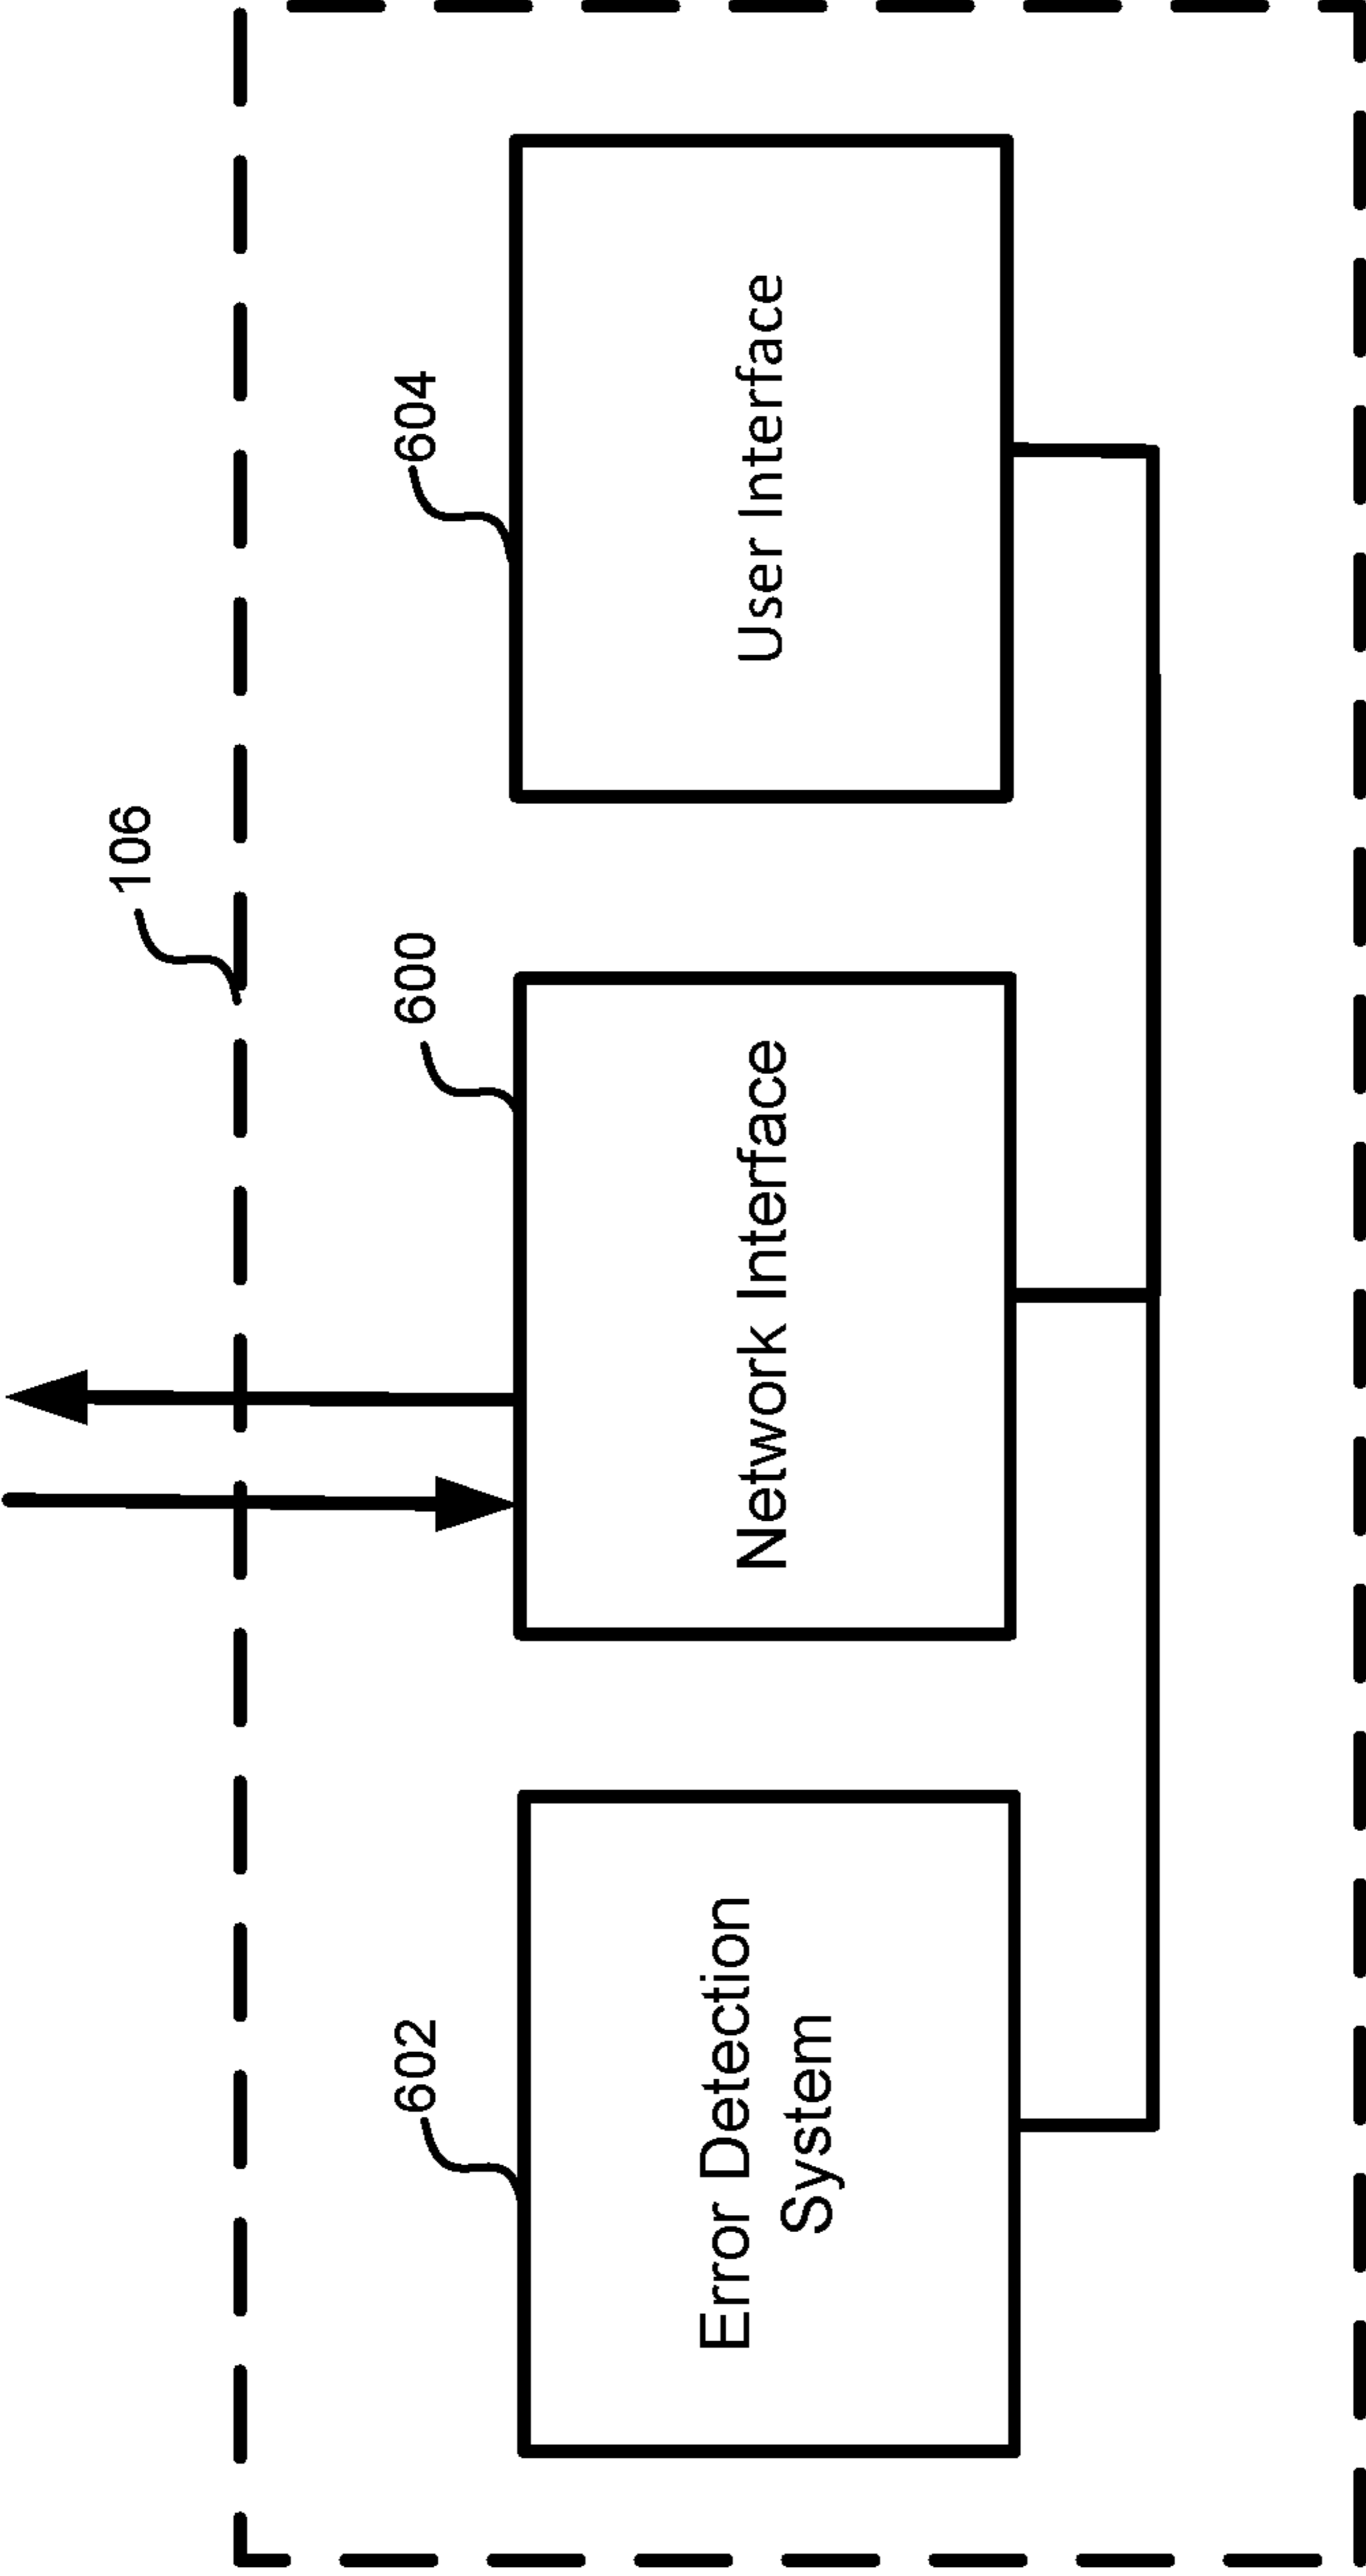 106
602
600
604
Error Detection
System
Network Interface
User Interface